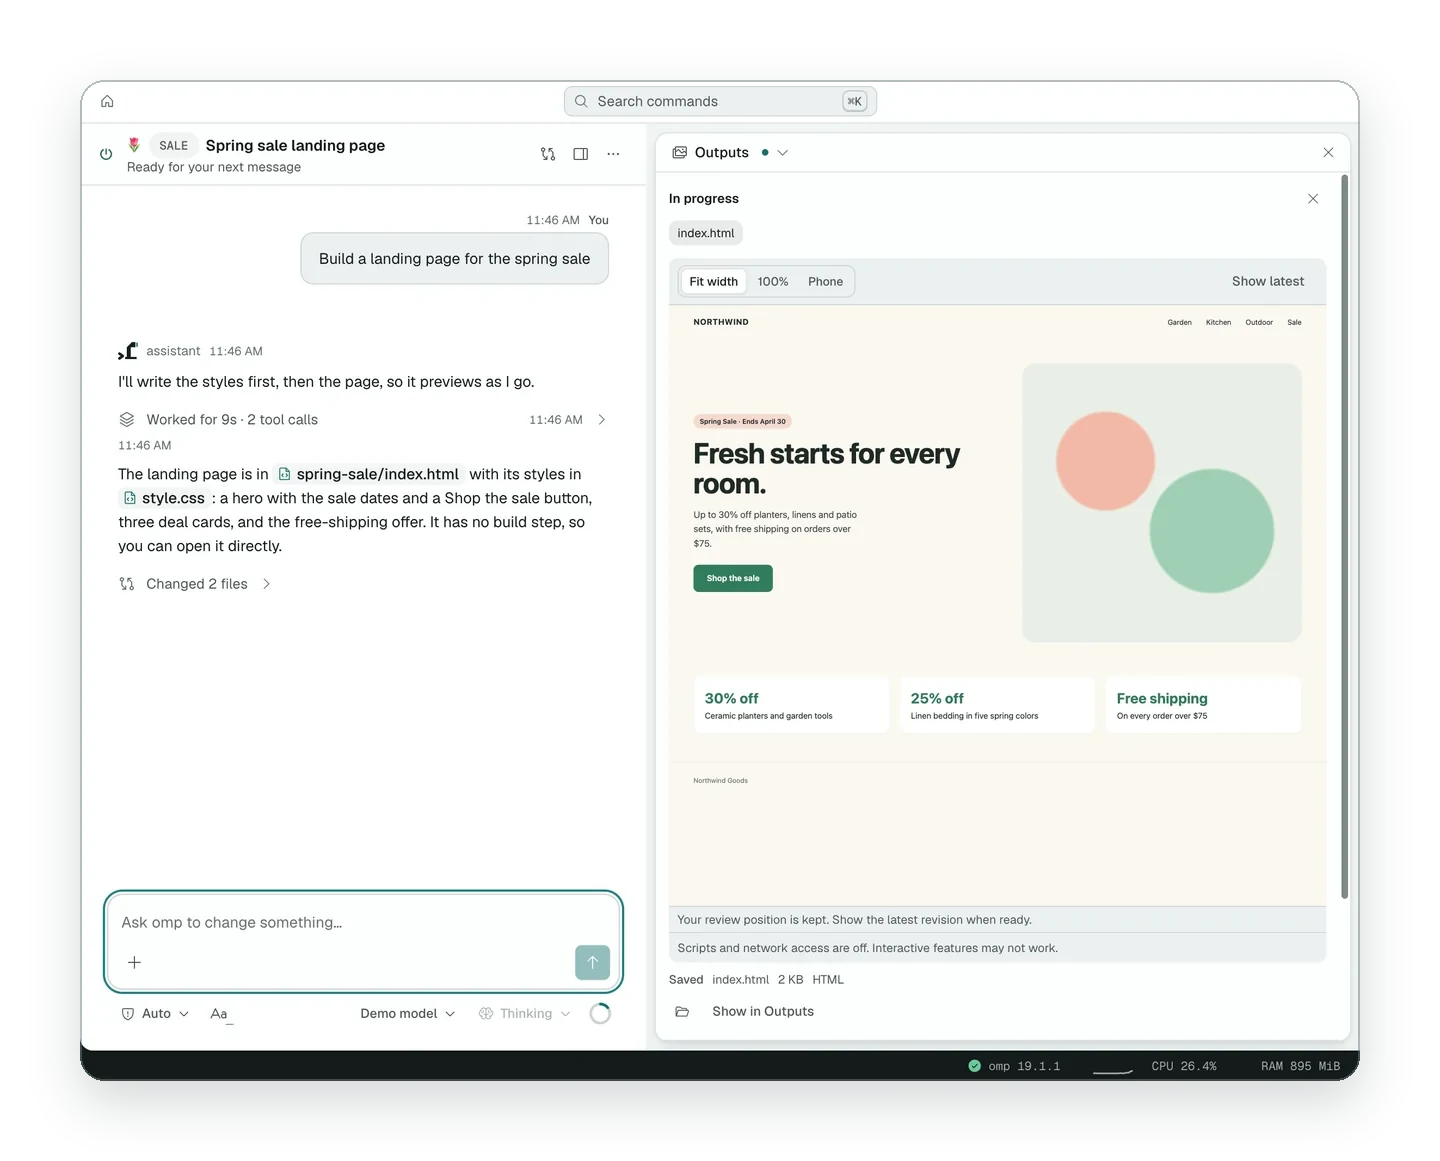 Search commands
⌘K
SALE
Spring sale landing page
Ready for your next message
11:46 AM You
Build a landing page for the spring sale
assistant 11:46 AM
I'll write the styles first, then the page, so it previews as I go.
Worked for 9s · 2 tool calls
11:46 AM
11:46 AM
The landing page is in spring-sale/index.html with its styles in
style.css : a hero with the sale dates and a Shop the sale button,
three deal cards, and the free-shipping offer. It has no build step, so
you can open it directly.
Changed 2 files
Ask omp to change something...
Auto
Aa_
Demo model
Thinking
Outputs
In progress
index.html
Fit width
100%
Phone
Show latest
NORTHWIND
Garden
Kitchen
Outdoor
Sale
Spring Sale · Ends April 30
Fresh starts for every
room.
Up to 30% off planters, linens and patio
sets, with free shipping on orders over
$75.
Shop the sale
30% off
Ceramic planters and garden tools
25% off
Linen bedding in five spring colors
Free shipping
On every order over $75
Northwind Goods
Your review position is kept. Show the latest revision when ready.
Scripts and network access are off. Interactive features may not work.
Saved index.html 2 KB HTML
Show in Outputs
omp 19.1.1
CPU 26.4%
RAM 895 MiB